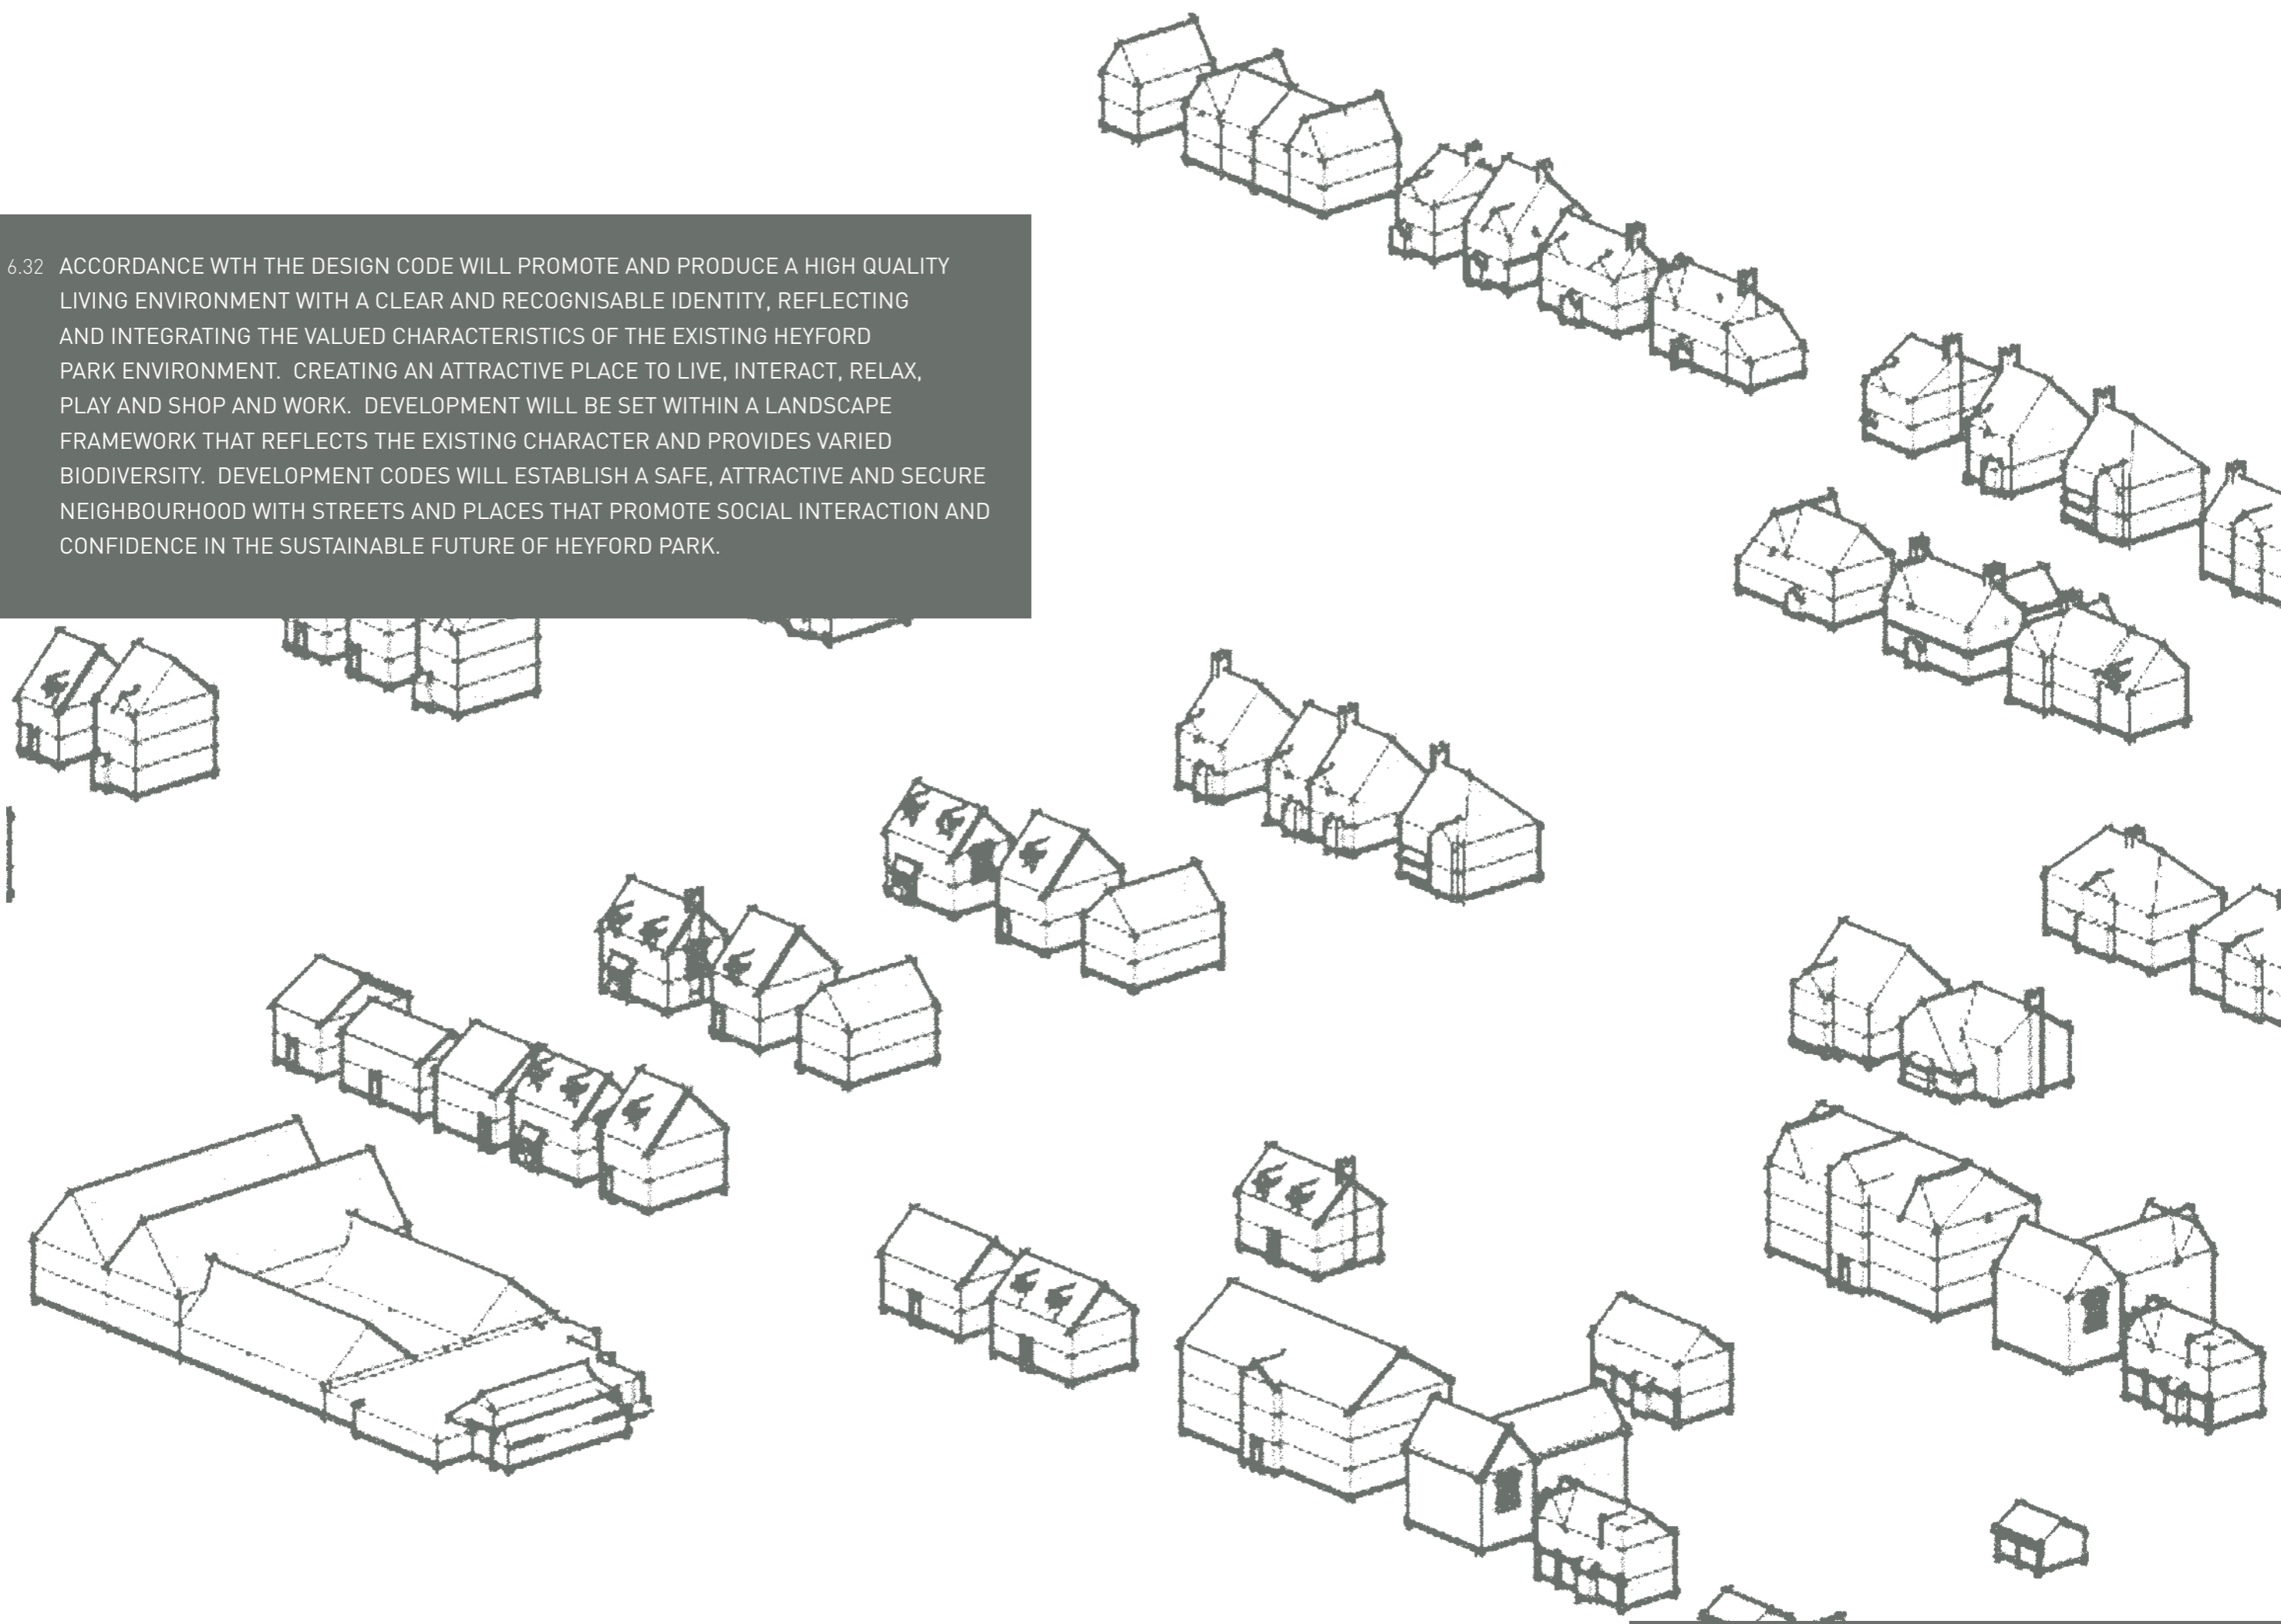 6.32 ACCORDANCE WTH THE DESIGN CODE WILL PROMOTE AND PRODUCE A HIGH QUALITY
LIVING ENVIRONMENT WITH A CLEAR AND RECOGNISABLE IDENTITY, REFLECTING
AND INTEGRATING THE VALUED CHARACTERISTICS OF THE EXISTING HEYFORD
PARK ENVIRONMENT.  CREATING AN ATTRACTIVE PLACE TO LIVE, INTERACT, RELAX,
PLAY AND SHOP AND WORK.  DEVELOPMENT WILL BE SET WITHIN A LANDSCAPE
FRAMEWORK THAT REFLECTS THE EXISTING CHARACTER AND PROVIDES VARIED
BIODIVERSITY.  DEVELOPMENT CODES WILL ESTABLISH A SAFE, ATTRACTIVE AND SECURE
NEIGHBOURHOOD WITH STREETS AND PLACES THAT PROMOTE SOCIAL INTERACTION AND
CONFIDENCE IN THE SUSTAINABLE FUTURE OF HEYFORD PARK.